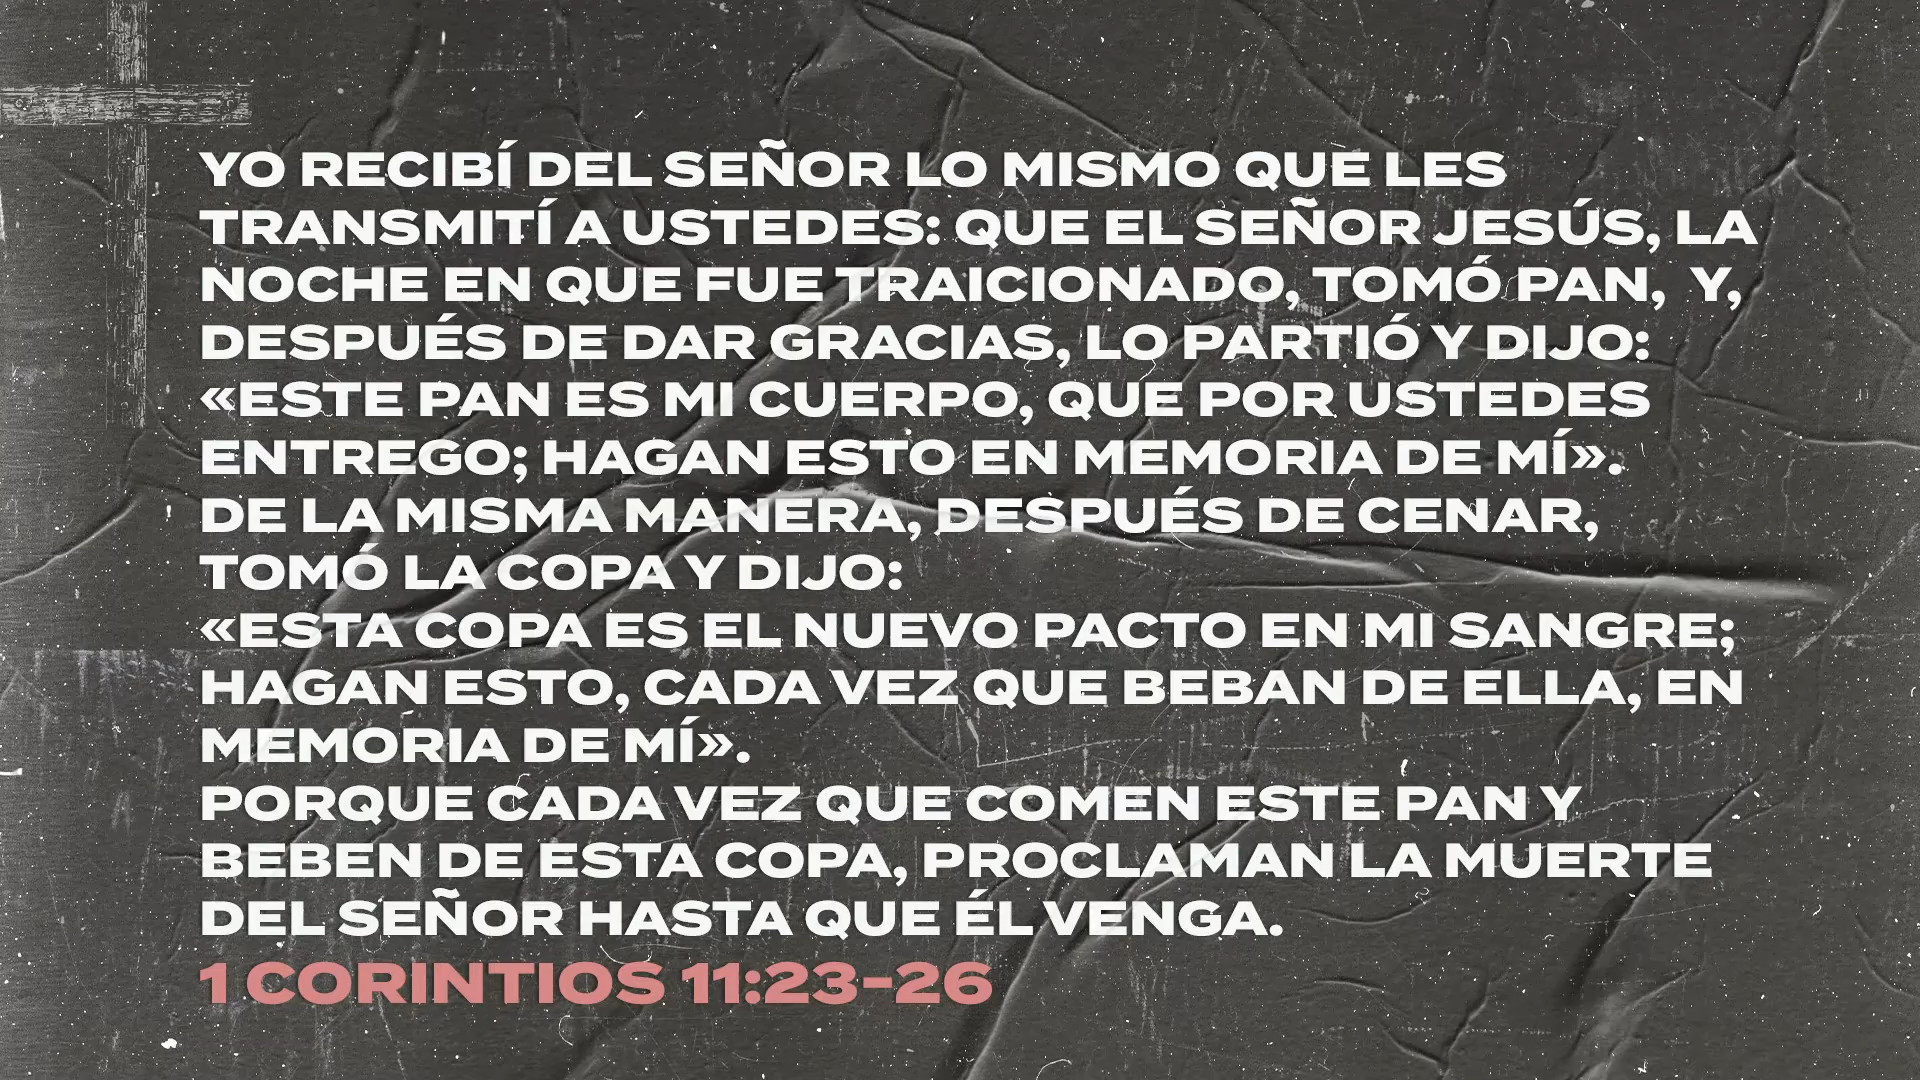 YO RECIBÍ DEL SEÑOR LO MISMO QUE LES
TRANSMITÍ A USTEDES: QUE EL SEÑOR JESÚS, LA
NOCHE EN QUE FUE TRAICIONADO, TOMÓ PAN, Y,
DESPUÉS DE DAR GRACIAS, LO PARTIÓ Y DIJO:
«ESTE PAN ES MI CUERPO, QUE POR USTEDES
ENTREGO; HAGAN ESTO EN MEMORIA DE MÍ».
DE LA MISMA MANERA, DESPUÉS DE CENAR,
TOMÓ LA COPA Y DIJO:
«ESTA COPA ES EL NUEVO PACTO EN MI SANGRE;
HAGAN ESTO, CADA VEZ QUE BEBAN DE ELLA, EN
MEMORIA DE MÍ».
PORQUE CADA VEZ QUE COMEN ESTE PAN Y
BEBEN DE ESTA COPA, PROCLAMAN LA MUERTE
DEL SEÑOR HASTA QUE ÉL VENGA.
1 CORINTIOS 11:23-26